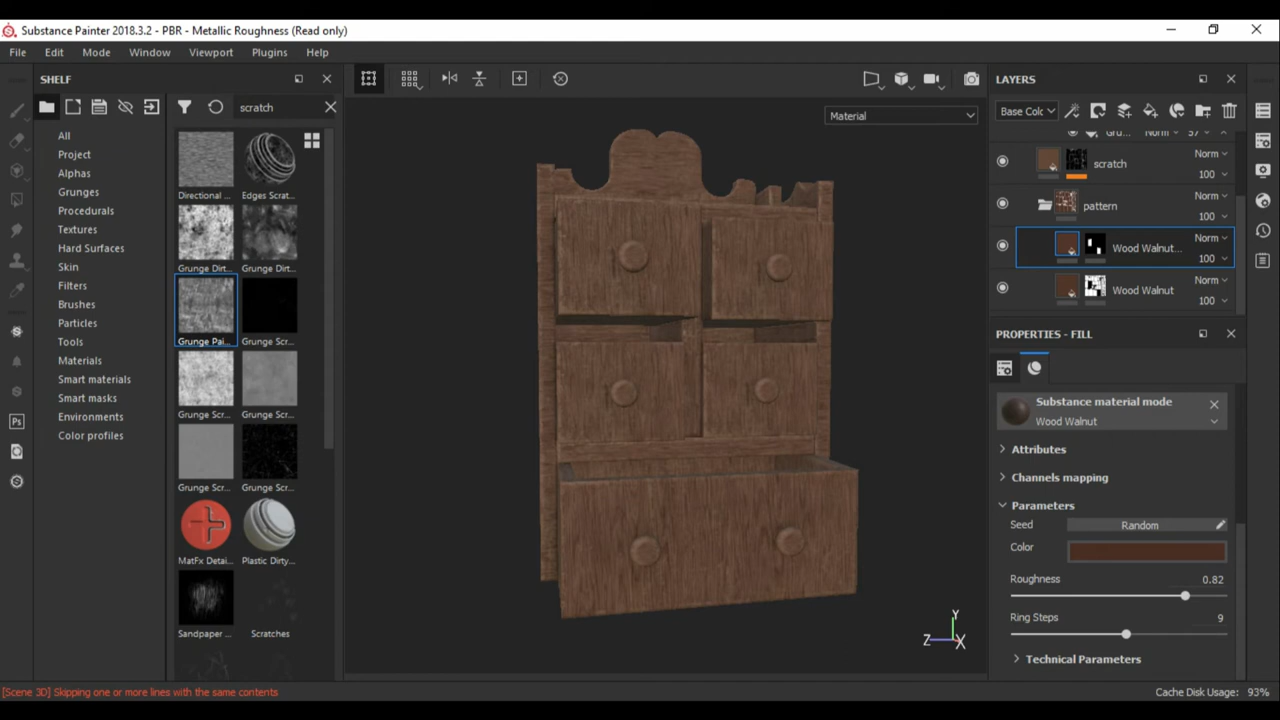 Substance Painter 2018.3.2 - PBR - Metallic Roughness (Read only)
File Edit Mode Window Viewport Plugins Help
SHELF
scratch
All
Project
Alphas
Grunges
Procedurals
Textures
Hard Surfaces
Skin
Filters
Brushes
Particles
Tools
Materials
Smart materials
Smart masks
Environments
Color profiles
Directional ... Edges Scrat...
Grunge Dirt... Grunge Dirt...
Grunge Pai... Grunge Scr...
Grunge Scr... Grunge Scr...
Grunge Scr... Grunge Scr...
MatFx Detai... Plastic Dirty...
Sandpaper ... Scratches
Material
Y
Z X
LAYERS
Base Col
Gru... Norm 57
scratch Norm
100
pattern Norm
100
Wood Walnut... Norm
100
Wood Walnut Norm
100
PROPERTIES - FILL
Substance material mode
Wood Walnut
Attributes
Channels mapping
Parameters
Seed Random
Color
Roughness 0.82
Ring Steps 9
Technical Parameters
[Scene 3D] Skipping one or more lines with the same contents
Cache Disk Usage: 93%
Ps